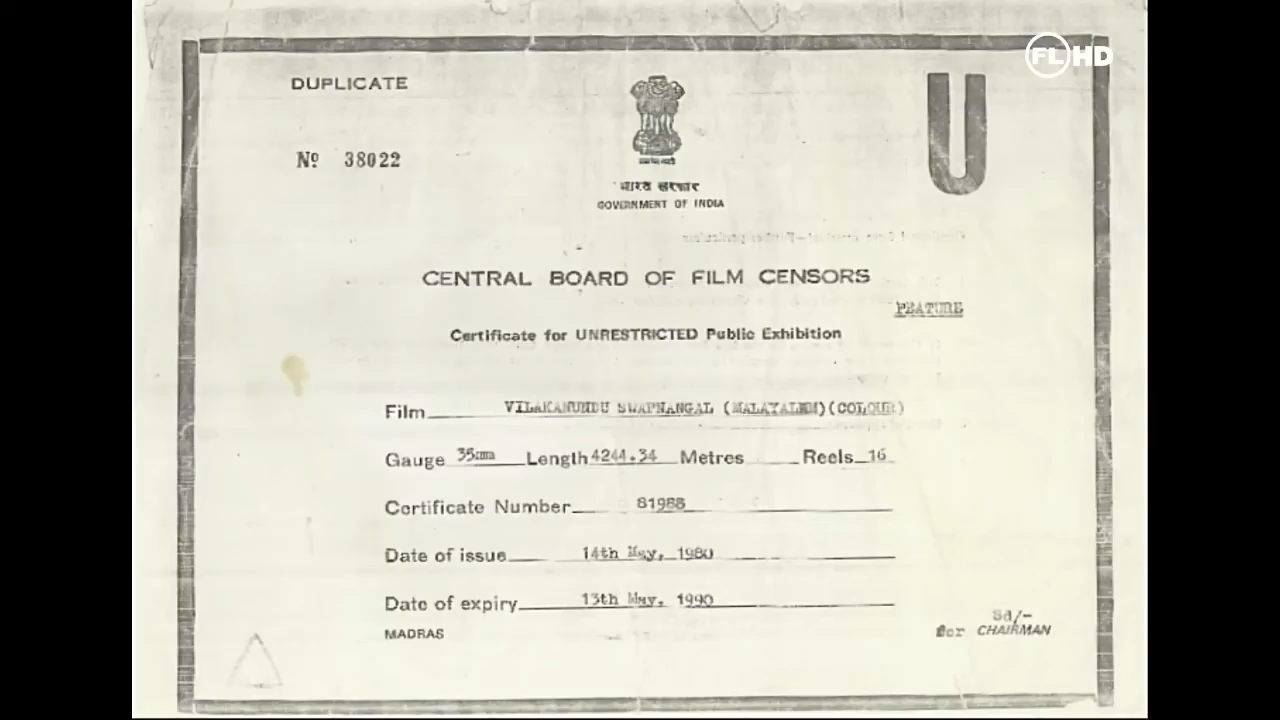 FL HD
DUPLICATE
U
Nº 38022
भारत सरकार
GOVERNMENT OF INDIA
CENTRAL BOARD OF FILM CENSORS
FEATURE
Certificate for UNRESTRICTED Public Exhibition
Film VILAKANUNDU SWAPNANGAL (MALAYALEM)(COLOUR)
Gauge 35mm Length 4244.34 Metres Reels 16
Certificate Number 81988
Date of issue 14th May, 1980
Date of expiry 13th May, 1990
MADRAS
Sd/-
for CHAIRMAN